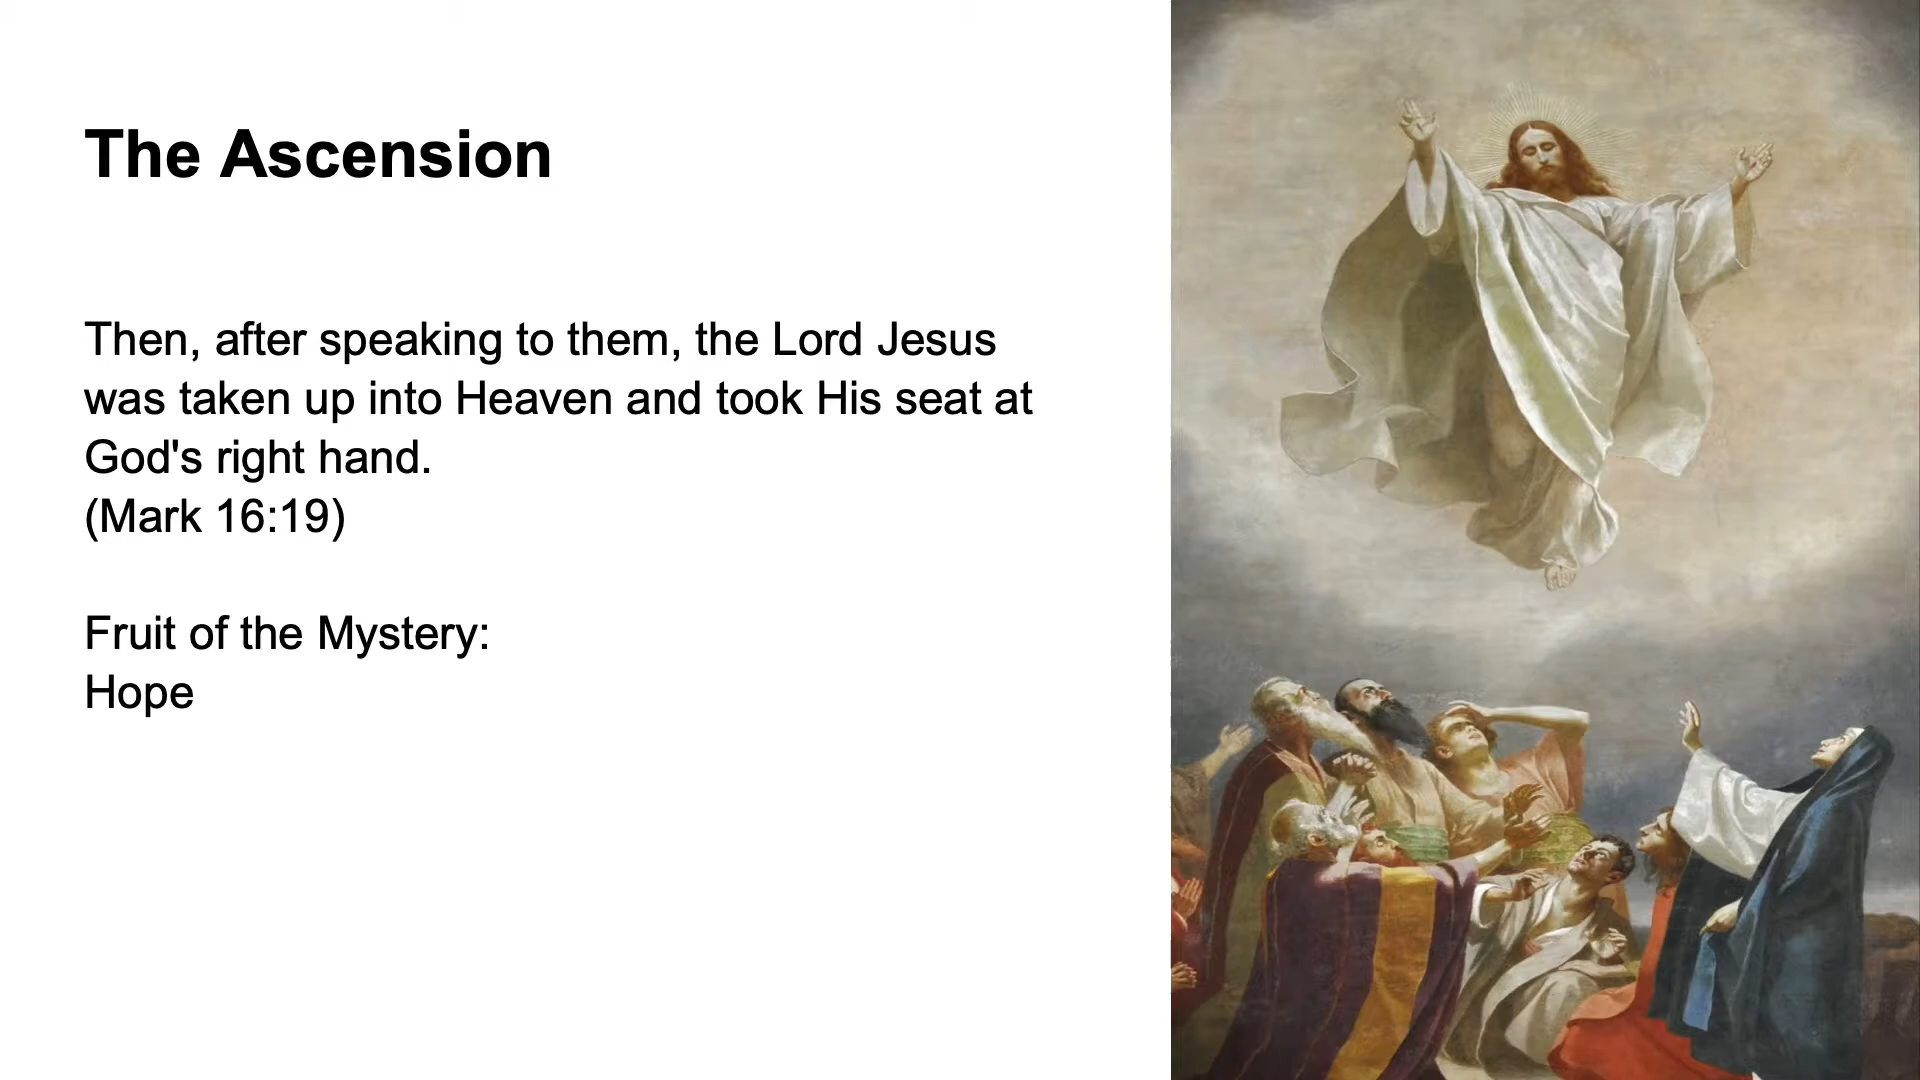 The Ascension
Then, after speaking to them, the Lord Jesus
was taken up into Heaven and took His seat at
God's right hand.
(Mark 16:19)
Fruit of the Mystery:
Hope